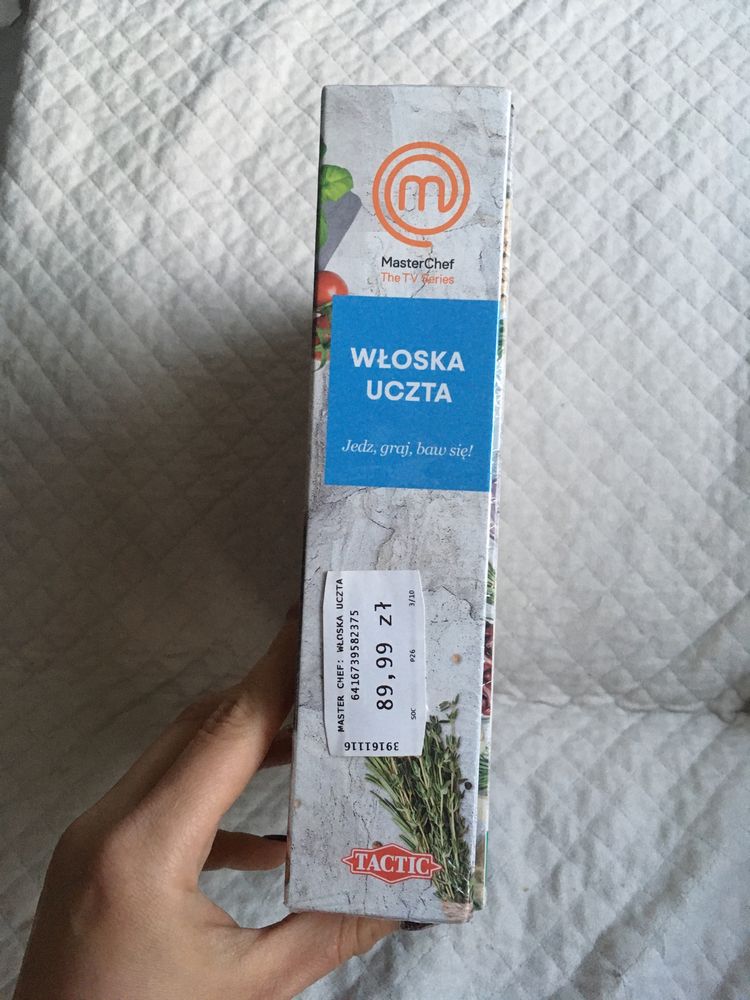 m
MasterChef
The TV Series
WŁOSKA
UCZTA
Jedz, graj, baw się!
MASTER CHEF: WŁOSKA UCZTA
6416739582375
89,99 zł
SOC P26 3/10
39161116
TACTIC